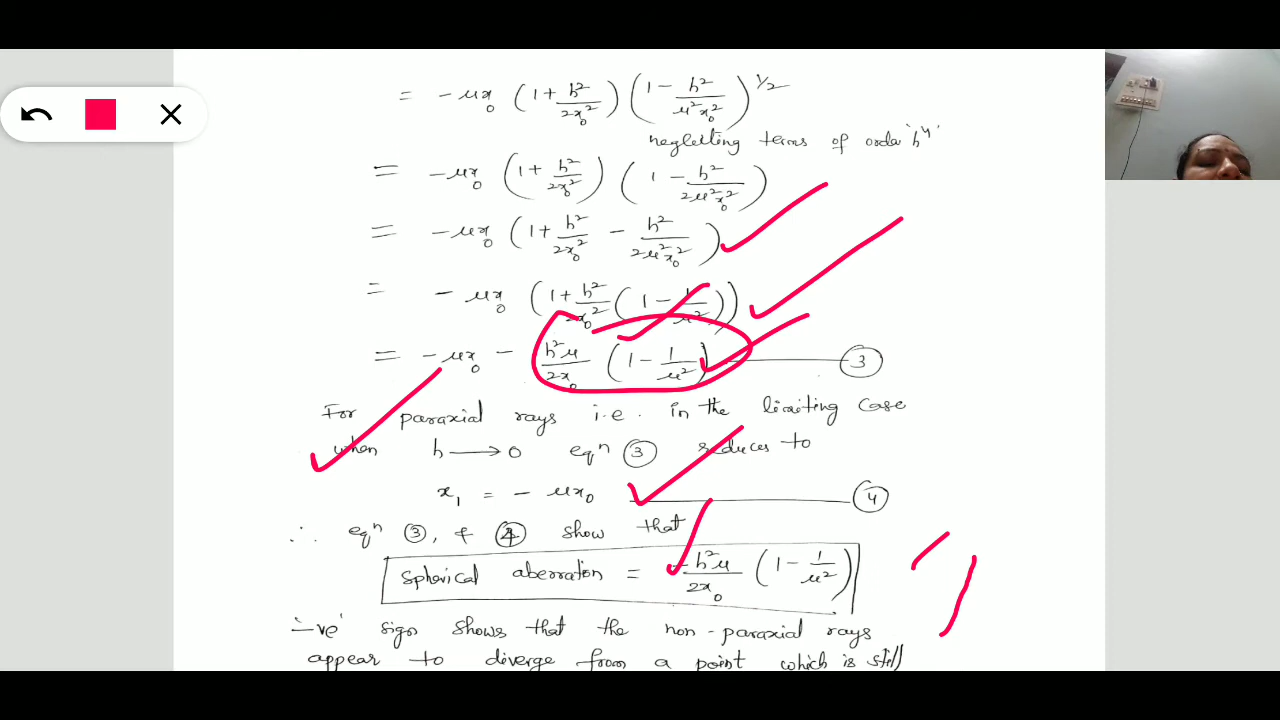 = - μx₀ (1 + h²/2x₀²) (1 - h²/μ²x₀²)^1/2
neglecting terms of order 'h⁴'
= - μx₀ (1 + h²/2x₀²) (1 - h²/2μ²x₀²)
= - μx₀ (1 + h²/2x₀² - h²/2μ²x₀²)
= - μx₀ (1 + h²/2x₀² (1 - 1/μ²))
= - μx₀ - h²μ/2x₀ (1 - 1/μ²) ③
For paraxial rays i.e. in the limiting case
when h → 0 eqⁿ ③ reduces to
x₁ = - μx₀ ④
∴ eqⁿ ③, & ④ show that
Spherical aberration = - h²μ/2x₀ (1 - 1/μ²)
'-ve' sign shows that the non-paraxial rays
appear to diverge from a point which is still